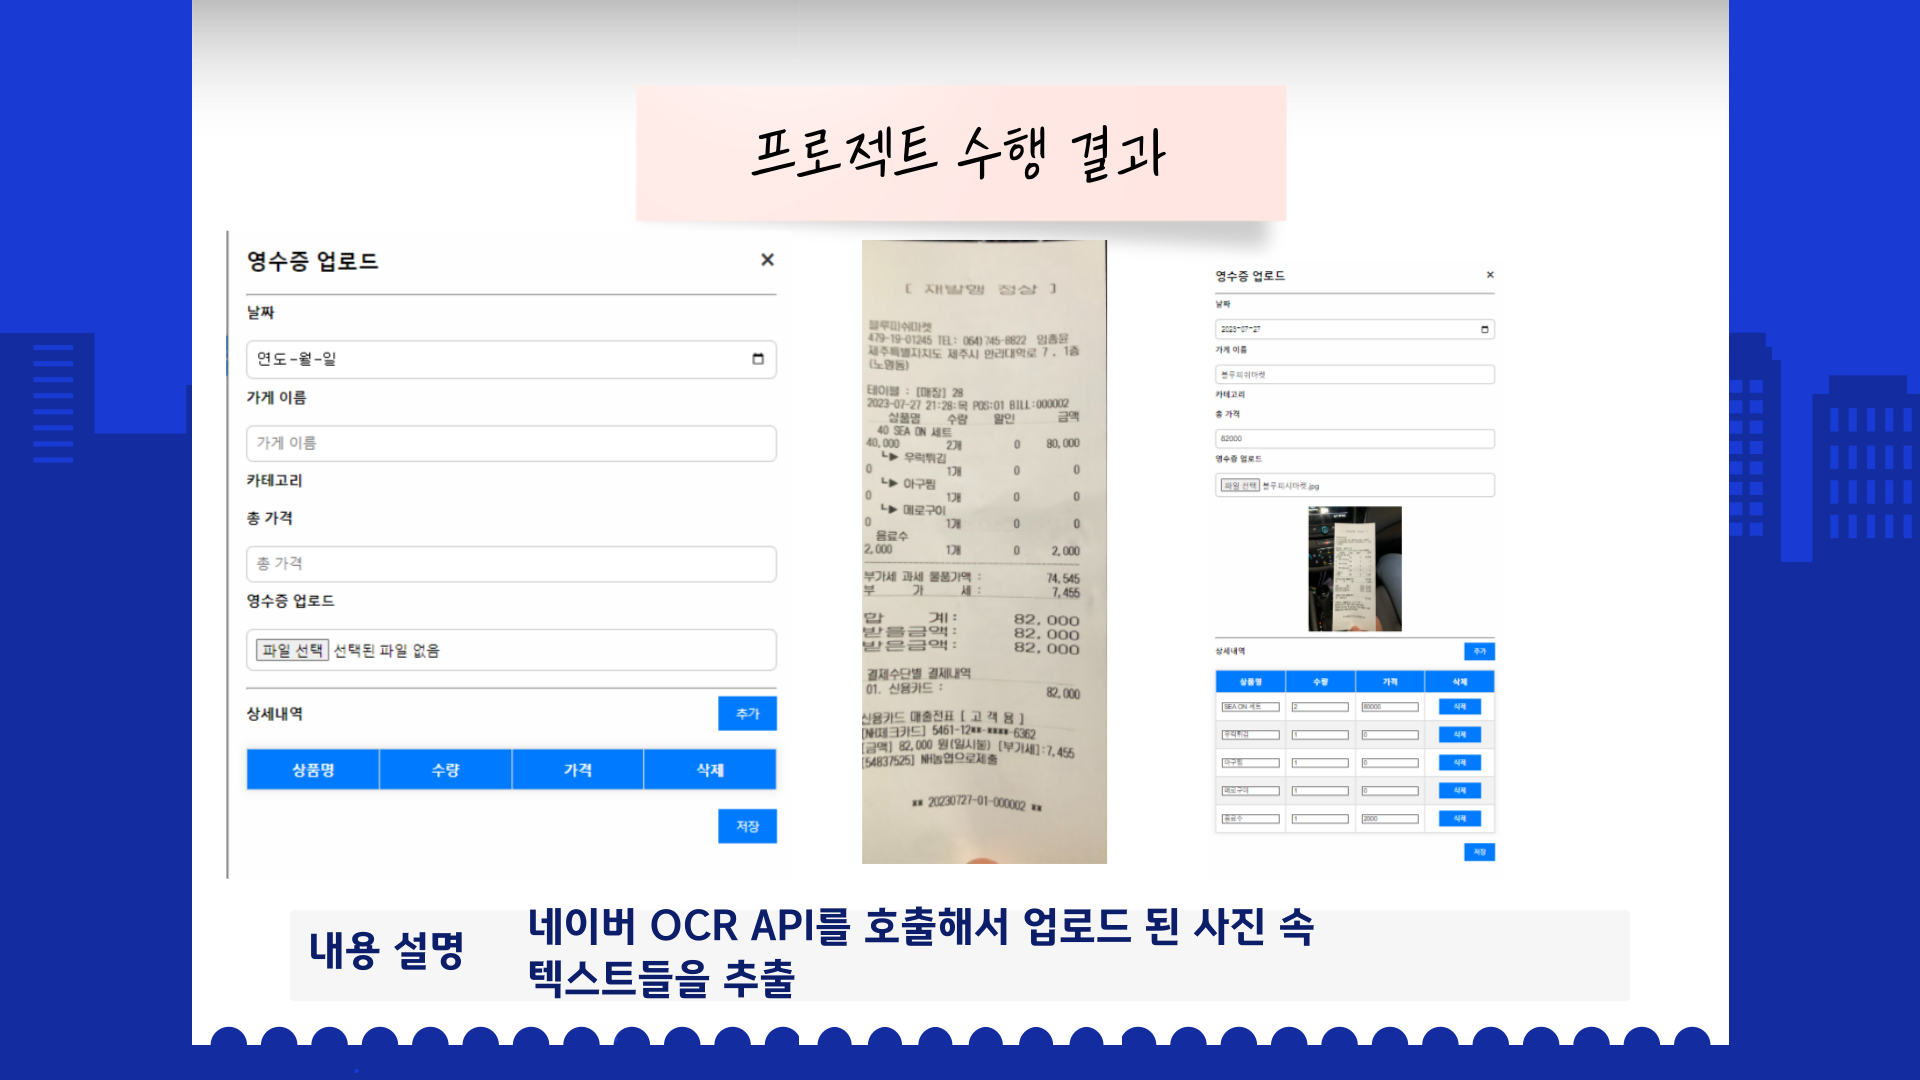 프로젝트 수행 결과
영수증 업로드 ×
날짜
연도-월-일
가게 이름
가게 이름
카테고리
총 가격
총 가격
영수증 업로드
파일 선택 선택된 파일 없음
상세내역 추가
상품명 수량 가격 삭제
저장
[ 재발행 정상 ]
블루피쉬마켓
479-19-01245 TEL: 064)745-8822 임종윤
제주특별자치도 제주시 한라대학로 7 , 1층
(노형동)
테이블 : [매장] 28
2023-07-27 21:28:목 POS:01 BILL:000002
상품명 수량 할인 금액
40 SEA ON 세트
40,000 2개 0 80,000
┗▶ 우럭튀김
0 1개 0 0
┗▶ 아구찜
0 1개 0 0
┗▶ 메로구이
0 1개 0 0
음료수
2,000 1개 0 2,000
부가세 과세 물품가액 : 74,545
부 가 세 : 7,455
합 계 : 82,000
받을금액 : 82,000
받은금액 : 82,000
결제수단별 결제내역
01. 신용카드 : 82,000
신용카드 매출전표 [ 고 객 용 ]
[NH체크카드] 5461-12**-****-6362
[금액] 82,000 원(일시불) [부가세]:7,455
[54837525] NH농협으로제출
** 20230727-01-000002 **
영수증 업로드 ×
날짜
2023-07-27
가게 이름
블루피쉬마켓
카테고리
총 가격
82000
영수증 업로드
파일 선택 블루피시마켓.jpg
상세내역 추가
상품명 수량 가격 삭제
SEA ON 세트 2 80000 삭제
우럭튀김 1 0 삭제
아구찜 1 0 삭제
메로구이 1 0 삭제
음료수 1 2000 삭제
저장
내용 설명
네이버 OCR API를 호출해서 업로드 된 사진 속
텍스트들을 추출